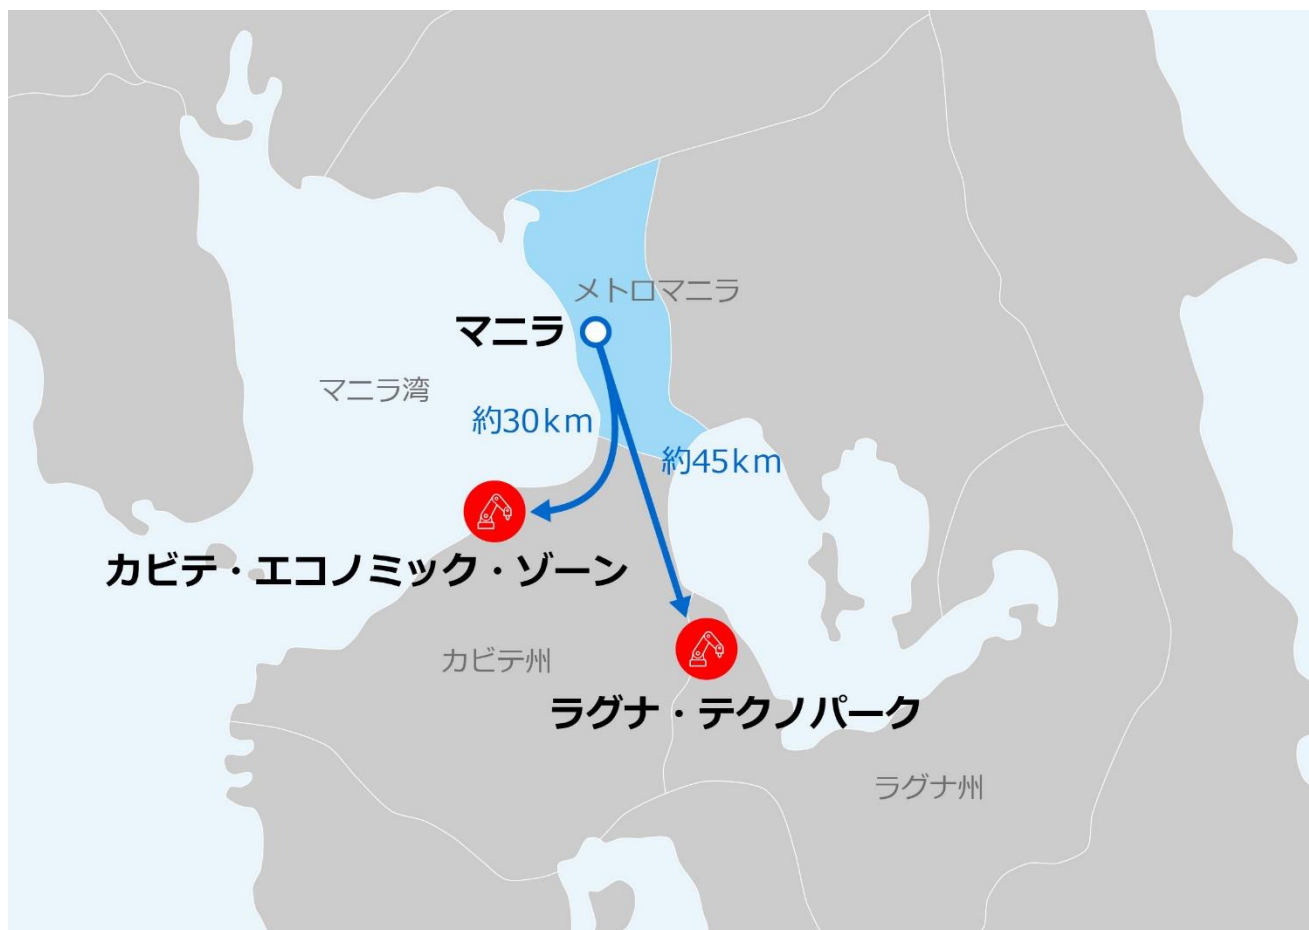 メトロマニラ
マニラ
マニラ湾
約30km
約45km
カビテ・エコノミック・ゾーン
カビテ州
ラグナ・テクノパーク
ラグナ州